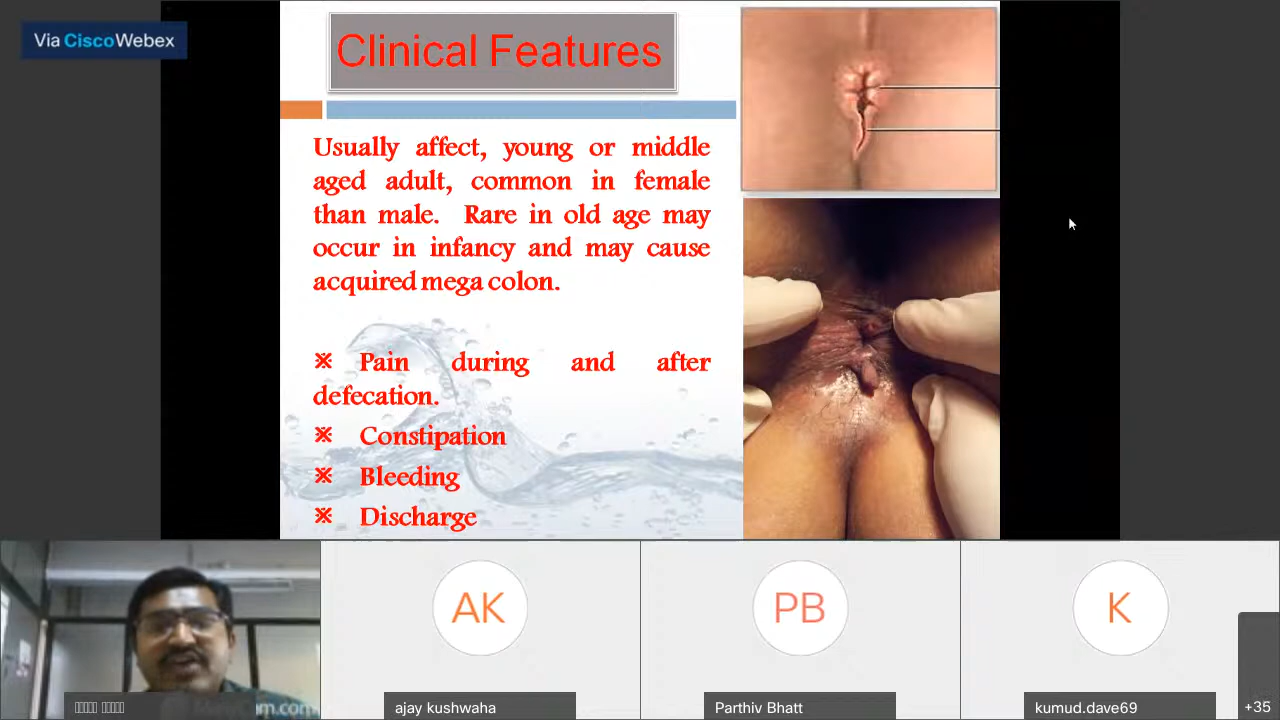 Via CiscoWebex
Clinical Features
Usually affect, young or middle
aged adult, common in female
than male. Rare in old age may
occur in infancy and may cause
acquired mega colon.
※ Pain during and after
defecation.
※ Constipation
※ Bleeding
※ Discharge
AK
PB
K
ajay kushwaha
Parthiv Bhatt
kumud.dave69
+35